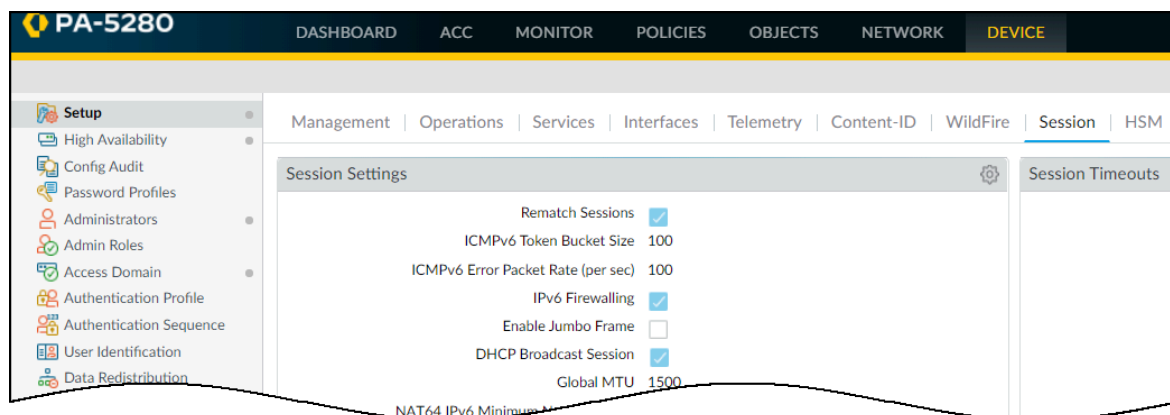 PA-5280
DASHBOARD ACC MONITOR POLICIES OBJECTS NETWORK DEVICE
Setup
High Availability
Config Audit
Password Profiles
Administrators
Admin Roles
Access Domain
Authentication Profile
Authentication Sequence
User Identification
Data Redistribution
Management | Operations | Services | Interfaces | Telemetry | Content-ID | WildFire | Session | HSM
Session Settings
Rematch Sessions
ICMPv6 Token Bucket Size 100
ICMPv6 Error Packet Rate (per sec) 100
IPv6 Firewalling
Enable Jumbo Frame
DHCP Broadcast Session
Global MTU 1500
NAT64 IPv6 Minimum
Session Timeouts